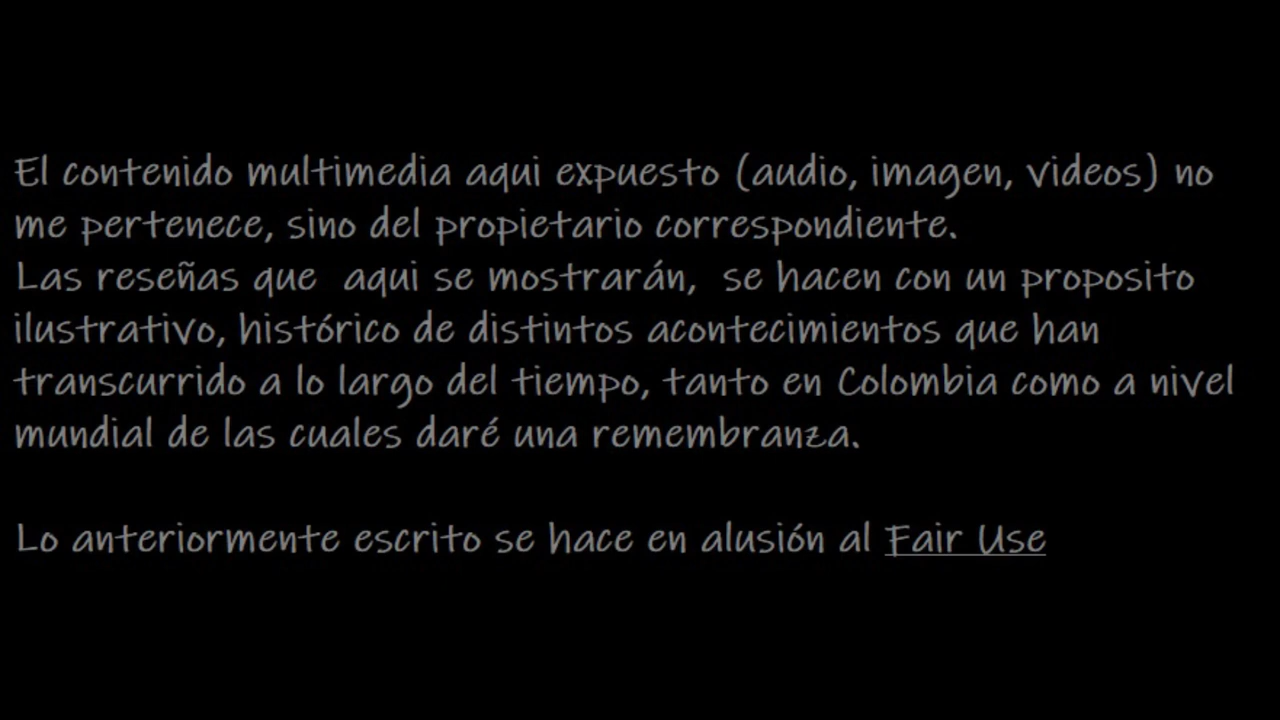 El contenido multimedia aqui expuesto (audio, imagen, videos) no
me pertenece, sino del propietario correspondiente.
Las reseñas que  aqui se mostrarán,  se hacen con un proposito
ilustrativo, histórico de distintos acontecimientos que han
transcurrido a lo largo del tiempo, tanto en Colombia como a nivel
mundial de las cuales daré una remembranza.
Lo anteriormente escrito se hace en alusión al Fair Use